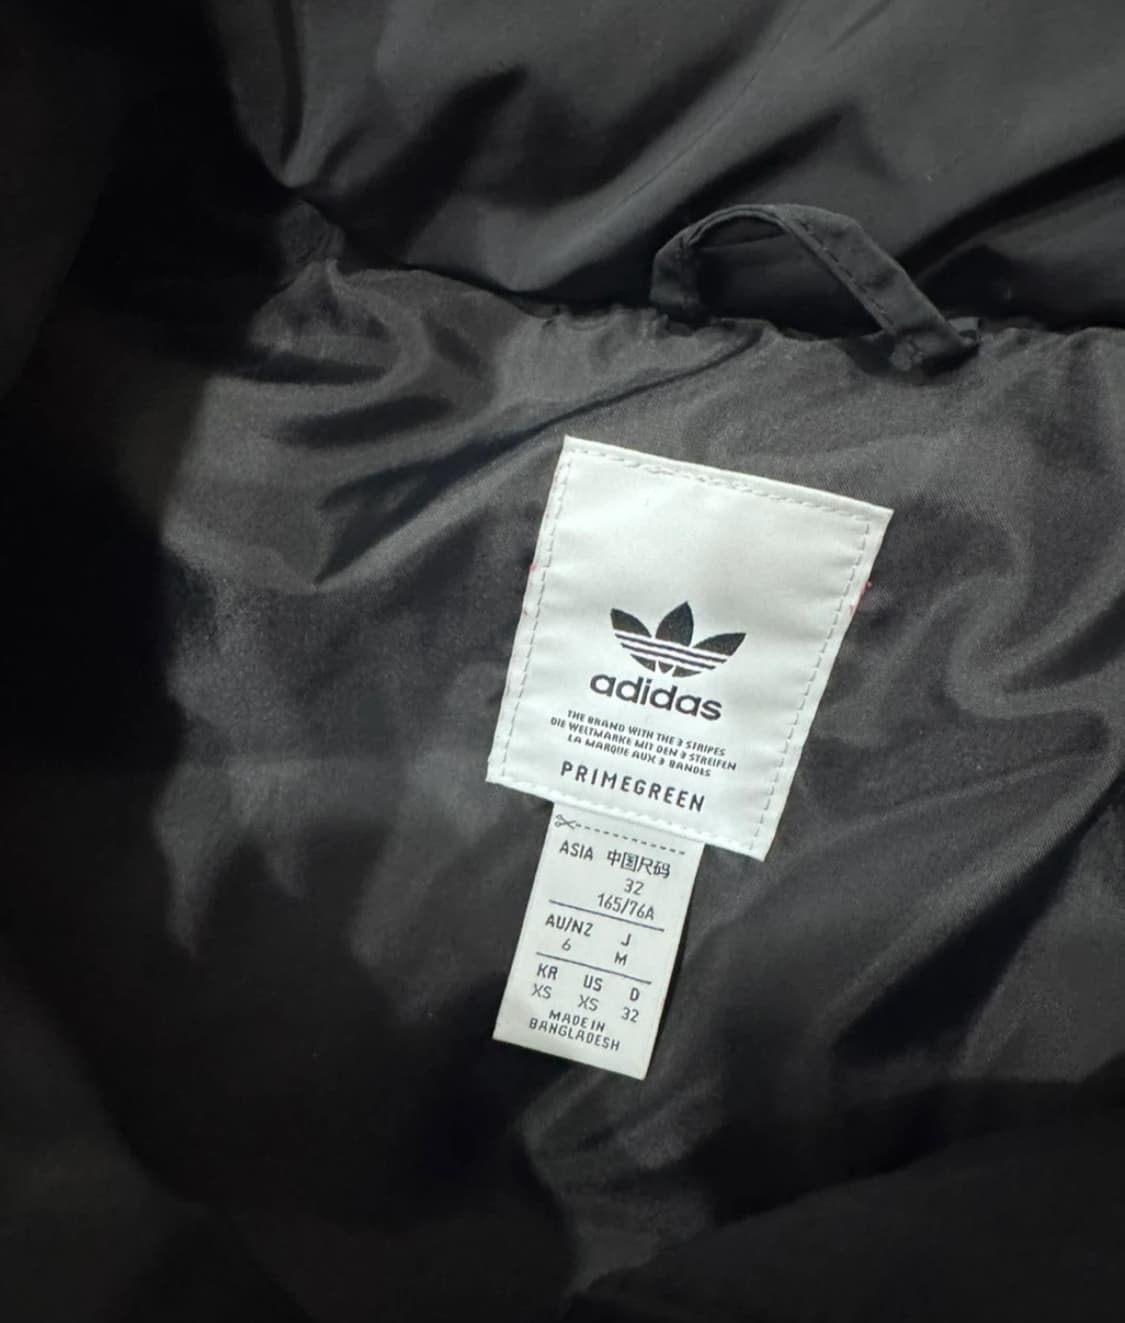 adidas
THE BRAND WITH THE 3 STRIPES
DIE WELTMARKE MIT DEN 3 STREIFEN
LA MARQUE AUX 3 BANDES
PRIMEGREEN
ASIA 中国尺码
32
165/76A
AU/NZ J
6 M
KR US D
XS XS 32
MADE IN
BANGLADESH